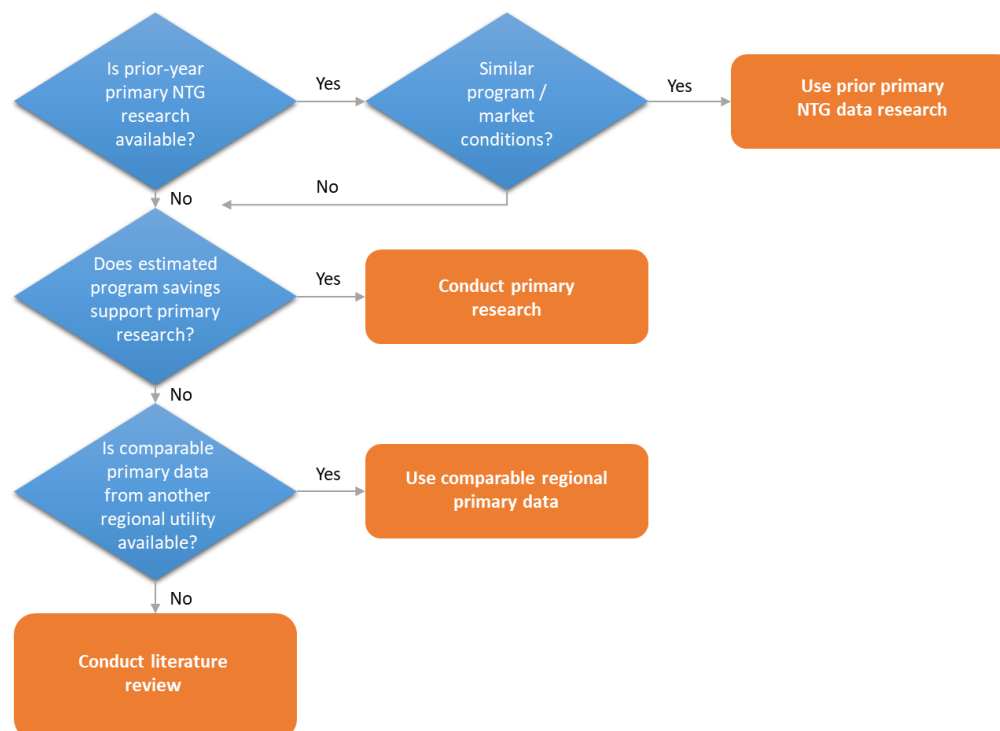 Is prior-year
primary NTG
research
available?
Yes
Similar
program /
market
conditions?
Yes
Use prior primary
NTG data research
No
No
Does estimated
program savings
support primary
research?
Yes
Conduct primary
research
No
Is comparable
primary data
from another
regional utility
available?
Yes
Use comparable regional
primary data
No
Conduct literature
review